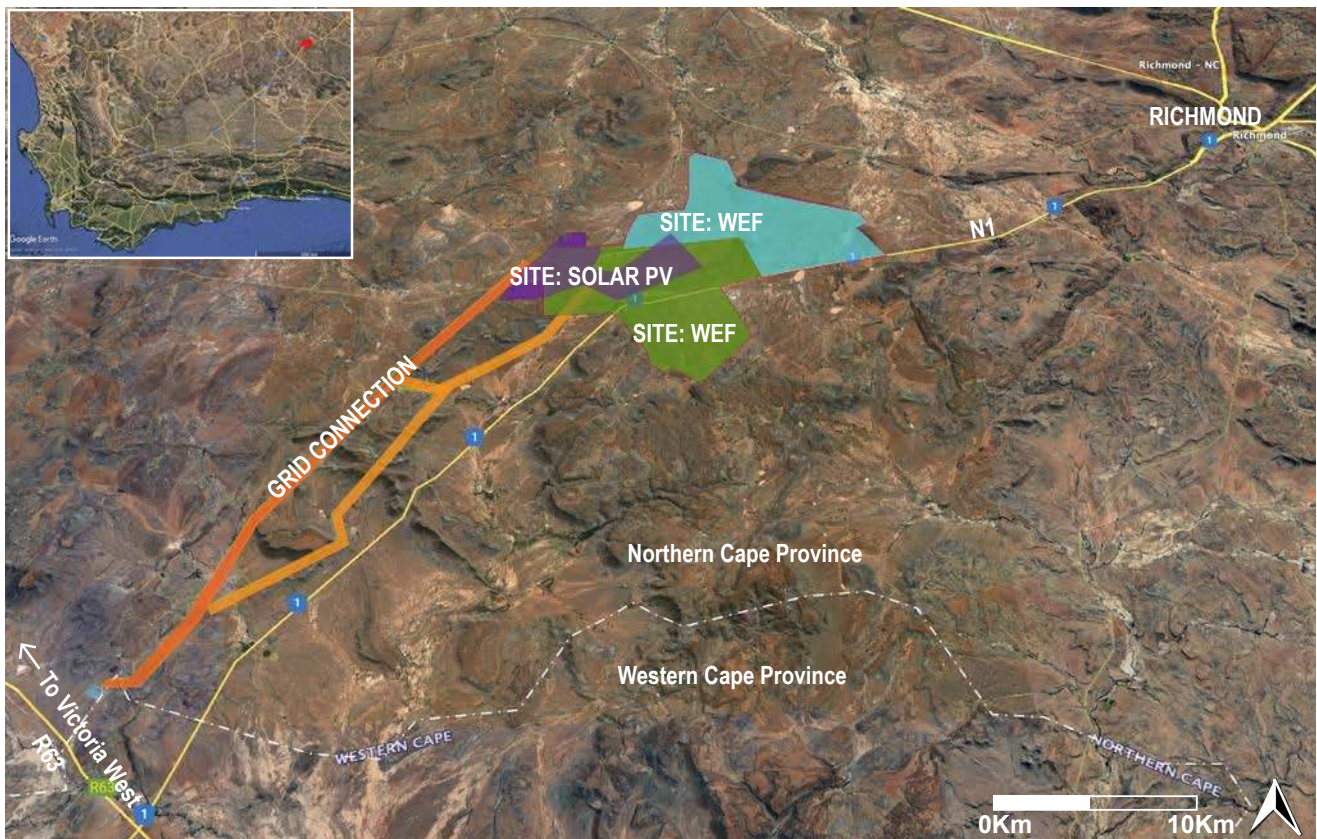 Google Earth
Richmond - NC
RICHMOND
Richmond
1
1
N1
SITE: WEF
1
SITE: SOLAR PV
1
SITE: WEF
GRID CONNECTION
1
Northern Cape Province
1
Western Cape Province
To Victoria West
WESTERN CAPE
NORTHERN CAPE
R63
R63
1
0Km
10Km